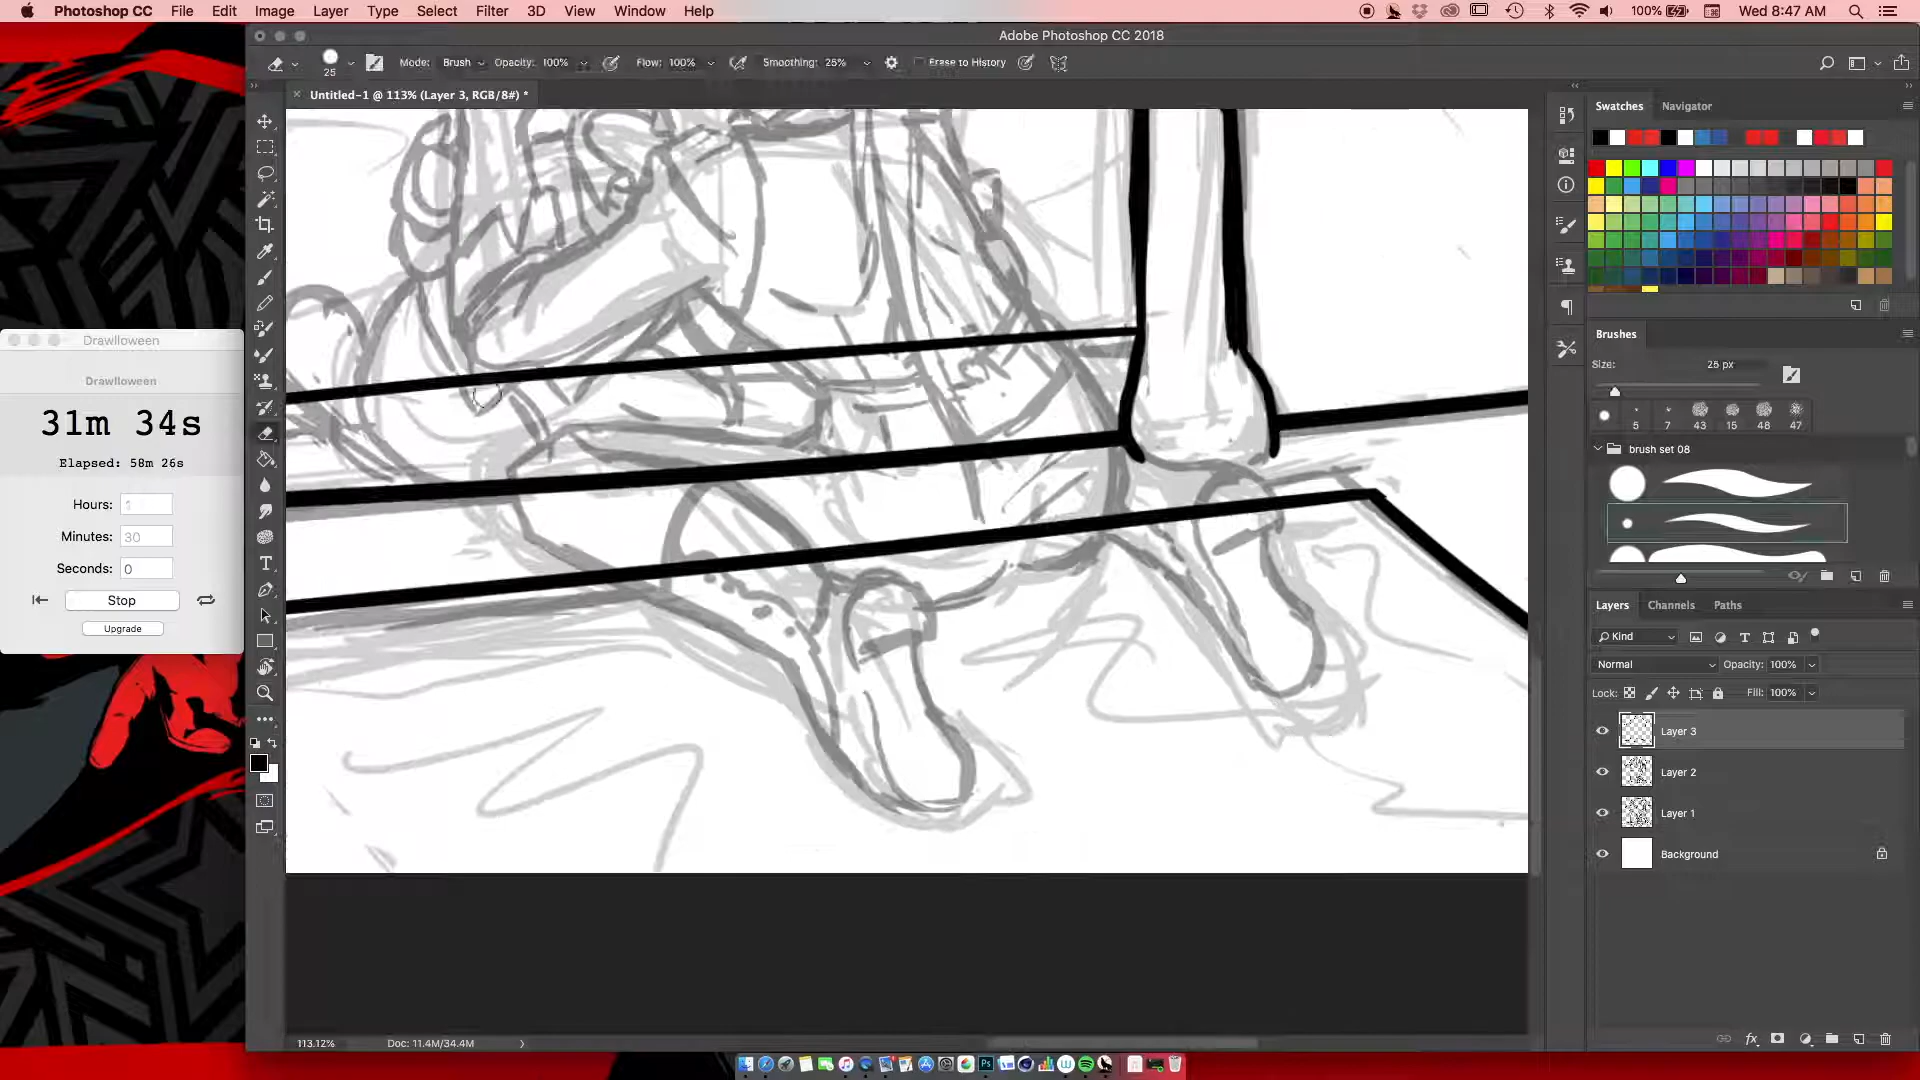 Photoshop CC File Edit Image Layer Type Select Filter 3D View Window Help 100% Wed 8:47 AM
Adobe Photoshop CC 2018
25 Mode: Brush Opacity: 100% Flow: 100% Smoothing: 25% Erase to History
Untitled-1 @ 113% (Layer 3, RGB/8#) *
Drawlloween
Drawlloween
31m 34s
Elapsed: 58m 26s
Hours: 1
Minutes: 30
Seconds: 0
Stop
Upgrade
Swatches Navigator
Brushes
Size: 25 px
5 7 43 15 48 47
brush set 08
Layers Channels Paths
Kind
Normal Opacity: 100%
Lock: Fill: 100%
Layer 3
Layer 2
Layer 1
Background
113.12% Doc: 11.4M/34.4M